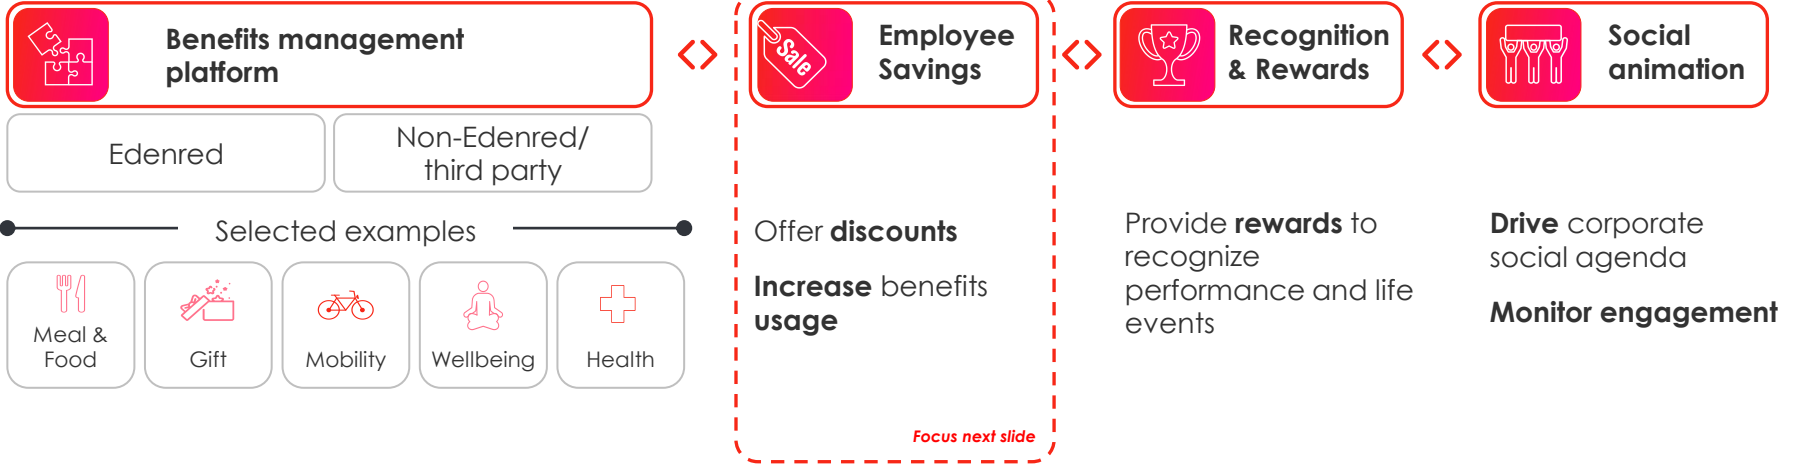 Benefits management
platform
Edenred
Non-Edenred/
third party
Selected examples
Meal &
Food
Gift
Mobility
Wellbeing
Health
Sale
Employee
Savings
Offer discounts
Increase benefits
usage
Focus next slide
Recognition
& Rewards
Provide rewards to
recognize
performance and life
events
Social
animation
Drive corporate
social agenda
Monitor engagement